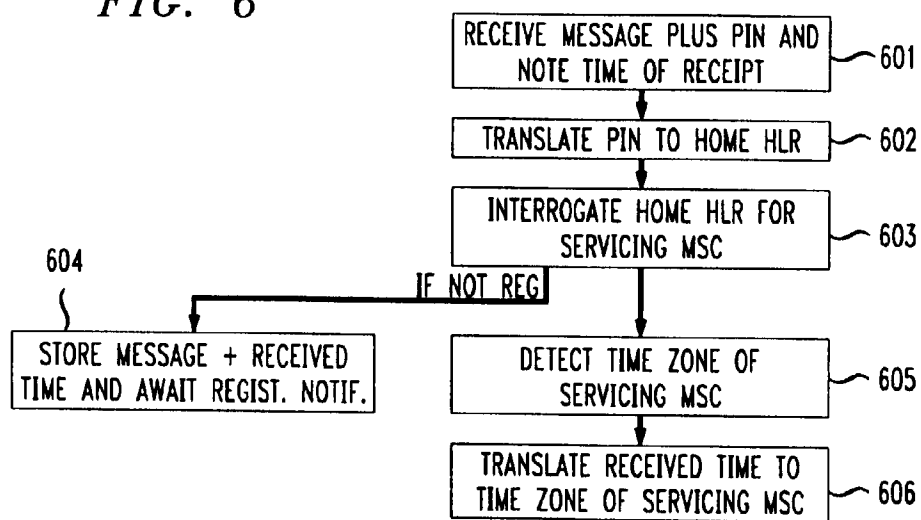 FIG. 6
RECEIVE MESSAGE PLUS PIN AND
NOTE TIME OF RECEIPT
601
TRANSLATE PIN TO HOME HLR
602
INTERROGATE HOME HLR FOR
SERVICING MSC
603
604
IF NOT REG
STORE MESSAGE + RECEIVED
TIME AND AWAIT REGIST. NOTIF.
DETECT TIME ZONE OF
SERVICING MSC
605
TRANSLATE RECEIVED TIME TO
TIME ZONE OF SERVICING MSC
606